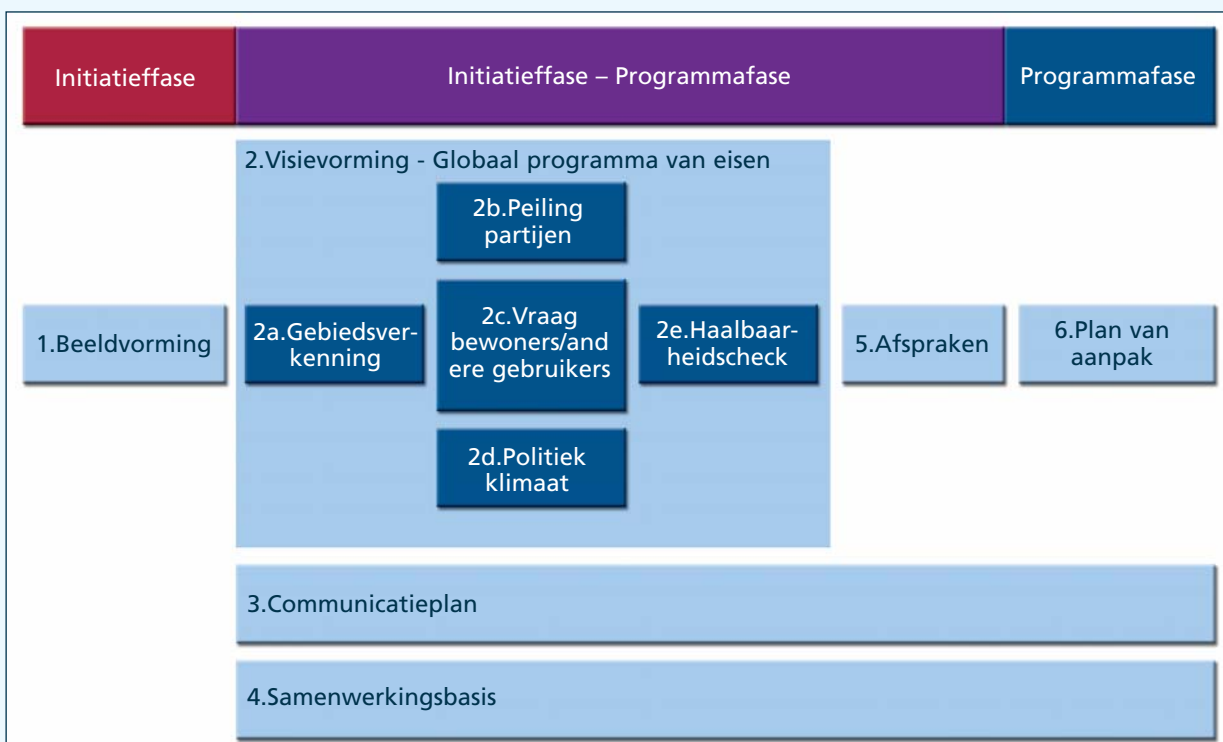 Initiatieffase
Initiatieffase – Programmafase
Programmafase
2.Visievorming - Globaal programma van eisen
2b.Peiling
partijen
1.Beeldvorming
2a.Gebiedsver-
kenning
2c.Vraag
bewoners/and
ere gebruikers
2e.Haalbaar-
heidscheck
5.Afspraken
6.Plan van
aanpak
2d.Politiek
klimaat
3.Communicatieplan
4.Samenwerkingsbasis